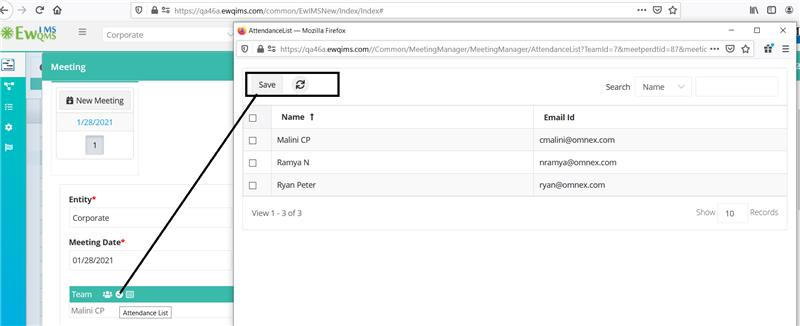 https://qa46a.ewqims.com/common/EwIMSNew/Index/Index#
EwQMS IMS
Corporate
Meeting
New Meeting
1/28/2021
1
Entity*
Corporate
Meeting Date*
01/28/2021
Team
Malini CP
Attendance List
AttendanceList — Mozilla Firefox
https://qa46a.ewqims.com//Common/MeetingManager/MeetingManager/AttendanceList?TeamId=7&meetperdtid=87&meetic
Save
Search
Name
Name ↑
Email Id
Malini CP
cmalini@omnex.com
Ramya N
nramya@omnex.com
Ryan Peter
ryan@omnex.com
View 1 - 3 of 3
Show
10
Records